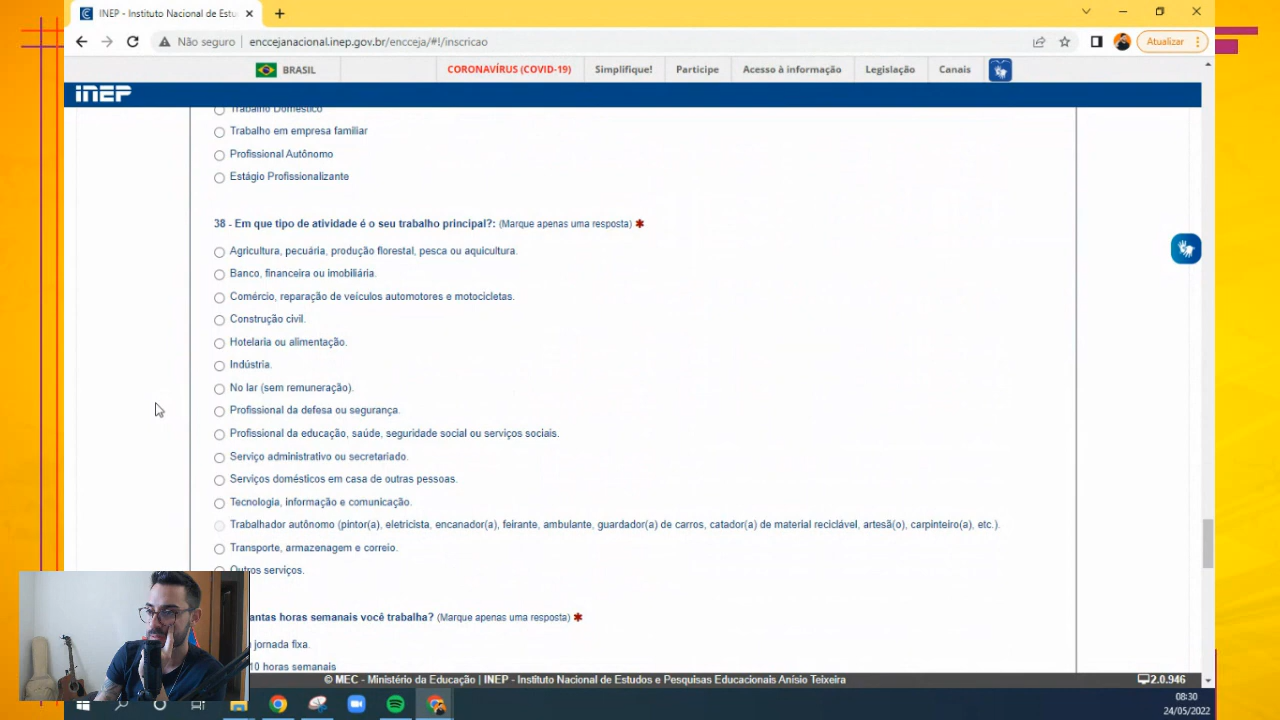 INEP - Instituto Nacional de Estu
Não seguro
enccejanacional.inep.gov.br/encceja/#!/inscricao
Atualizar
BRASIL
CORONAVÍRUS (COVID-19)
Simplifique!
Participe
Acesso à informação
Legislação
Canais
inep
Trabalho Doméstico
Trabalho em empresa familiar
Profissional Autônomo
Estágio Profissionalizante
38 - Em que tipo de atividade é o seu trabalho principal?: (Marque apenas uma resposta) *
Agricultura, pecuária, produção florestal, pesca ou aquicultura.
Banco, financeira ou imobiliária.
Comércio, reparação de veículos automotores e motocicletas.
Construção civil.
Hotelaria ou alimentação.
Indústria.
No lar (sem remuneração).
Profissional da defesa ou segurança.
Profissional da educação, saúde, seguridade social ou serviços sociais.
Serviço administrativo ou secretariado.
Serviços domésticos em casa de outras pessoas.
Tecnologia, informação e comunicação.
Trabalhador autônomo (pintor(a), eletricista, encanador(a), feirante, ambulante, guardador(a) de carros, catador(a) de material reciclável, artesã(o), carpinteiro(a), etc.).
Transporte, armazenagem e correio.
Outros serviços.
antas horas semanais você trabalha? (Marque apenas uma resposta) *
jornada fixa.
10 horas semanais
© MEC - Ministério da Educação | INEP - Instituto Nacional de Estudos e Pesquisas Educacionais Anísio Teixeira
2.0.946
08:30
24/05/2022